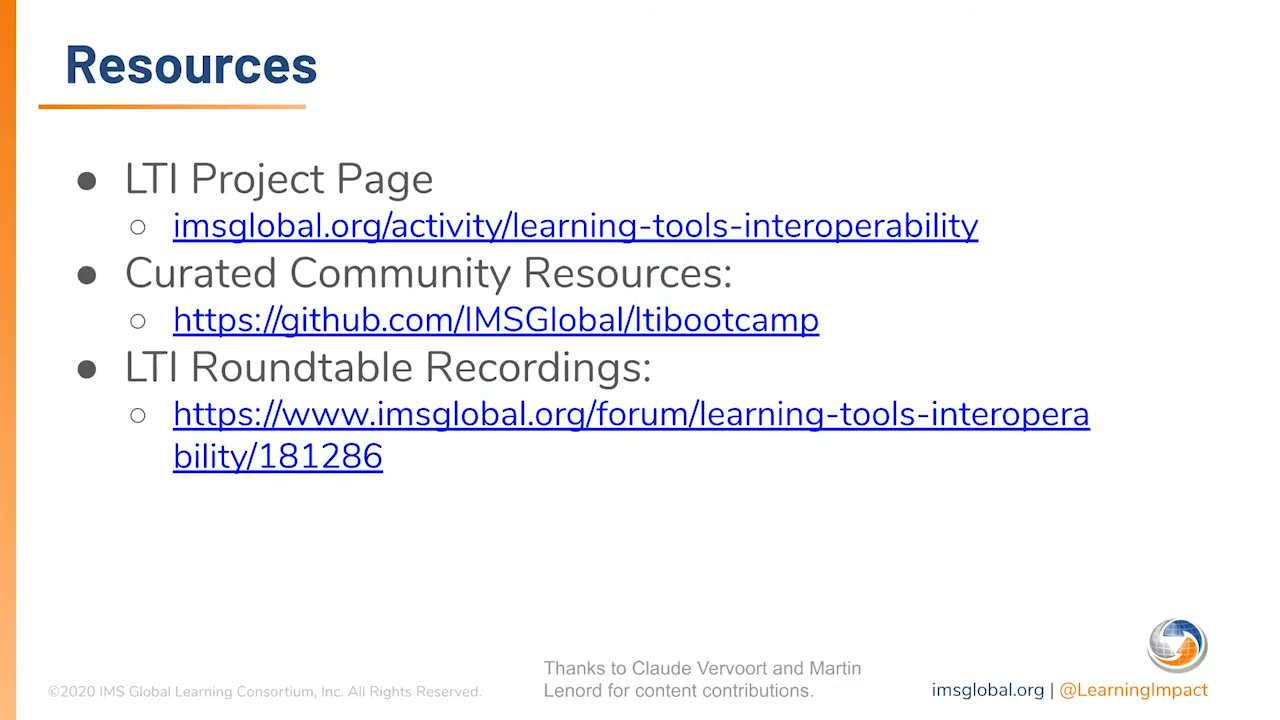 Resources
● LTI Project Page
○ imsglobal.org/activity/learning-tools-interoperability
● Curated Community Resources:
○ https://github.com/IMSGlobal/ltibootcamp
● LTI Roundtable Recordings:
○ https://www.imsglobal.org/forum/learning-tools-interopera
bility/181286
©2020 IMS Global Learning Consortium, Inc. All Rights Reserved.
Thanks to Claude Vervoort and Martin
Lenord for content contributions.
imsglobal.org | @LearningImpact